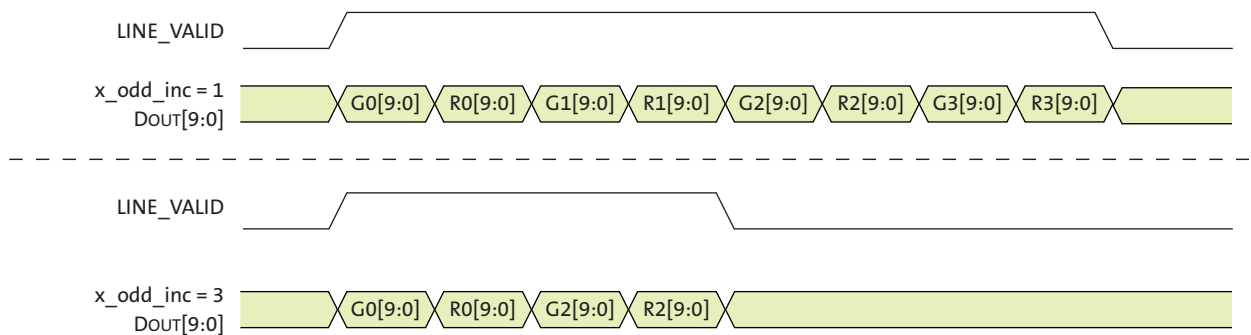 LINE_VALID
x_odd_inc = 1
DOUT[9:0]
G0[9:0] R0[9:0] G1[9:0] R1[9:0] G2[9:0] R2[9:0] G3[9:0] R3[9:0]
LINE_VALID
x_odd_inc = 3
DOUT[9:0]
G0[9:0] R0[9:0] G2[9:0] R2[9:0]